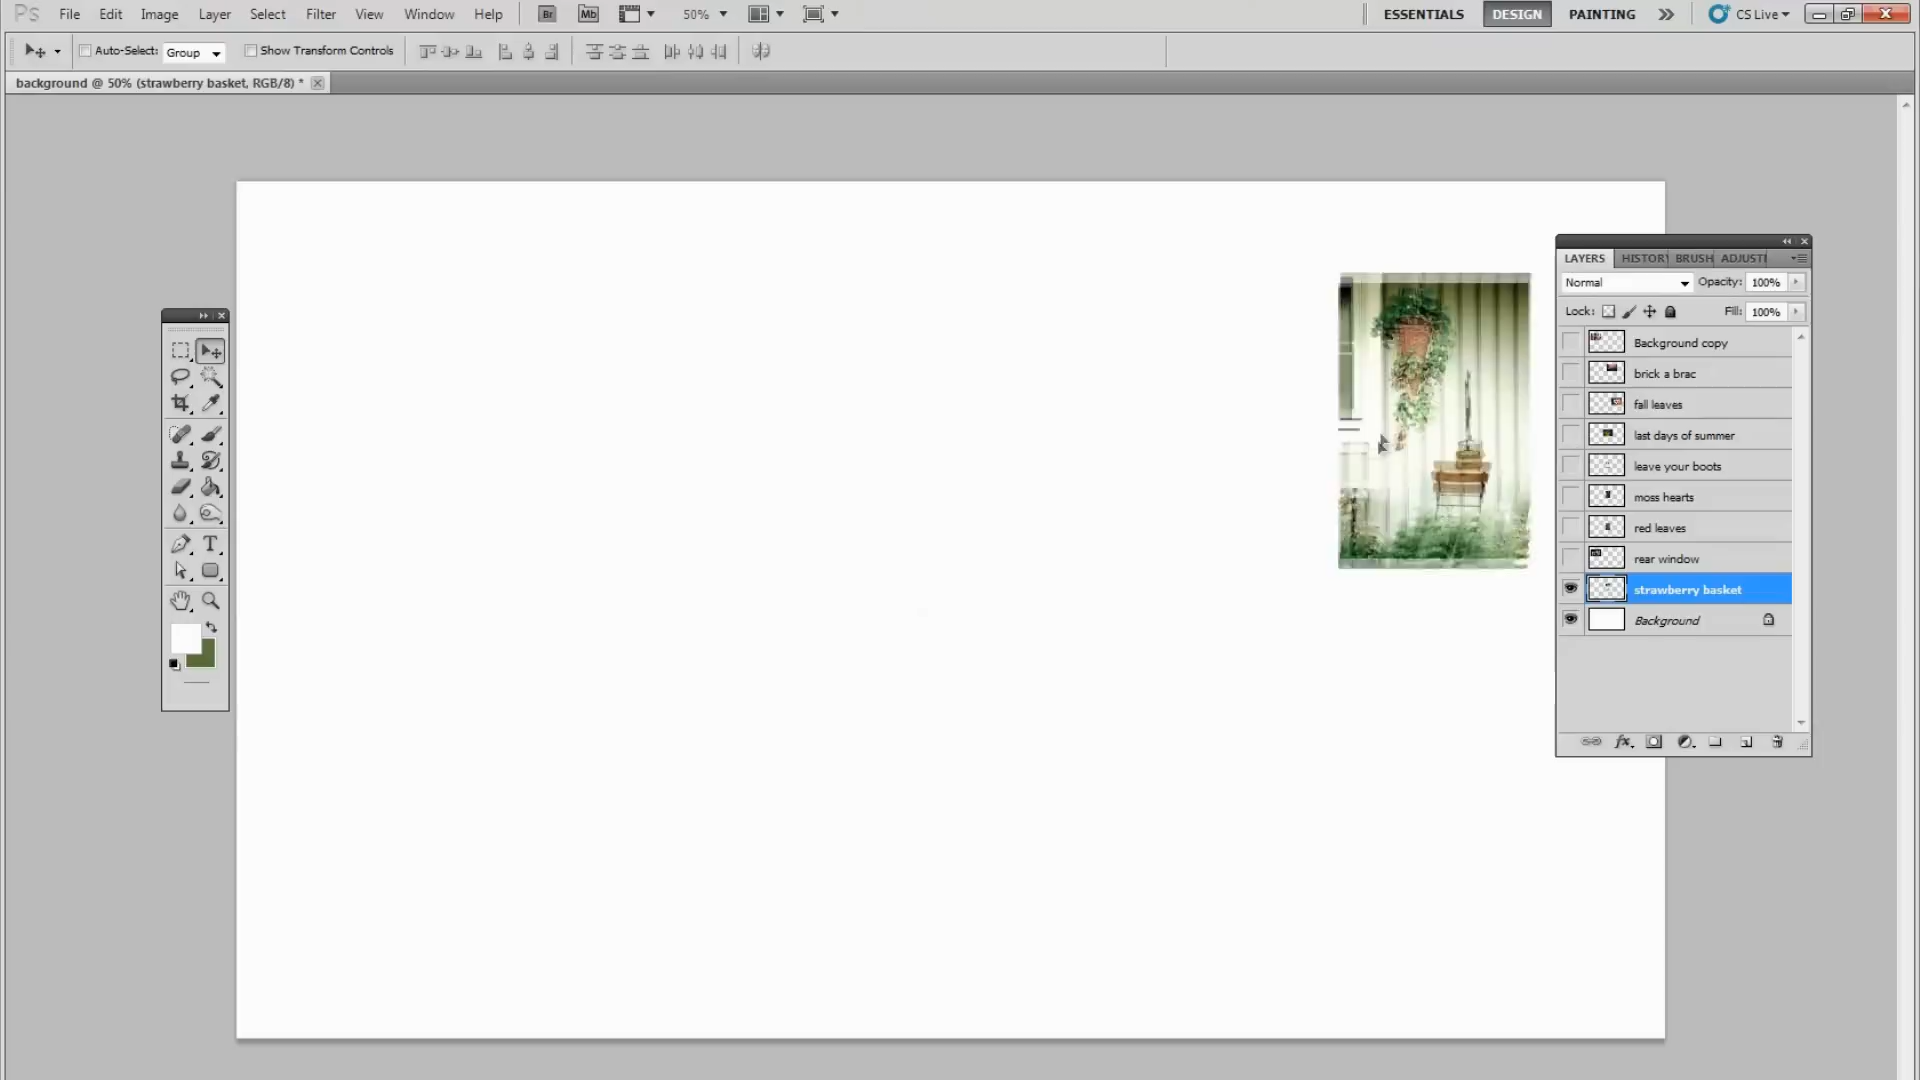 Ps File Edit Image Layer Select Filter View Window Help Br Mb 50% ESSENTIALS DESIGN PAINTING CS Live
Auto-Select: Group Show Transform Controls
background @ 50% (strawberry basket, RGB/8) *
LAYERS HISTORY BRUSH ADJUSTI
Normal Opacity: 100%
Lock: Fill: 100%
Background copy
brick a brac
fall leaves
last days of summer
leave your boots
moss hearts
red leaves
rear window
strawberry basket
Background
T
fx